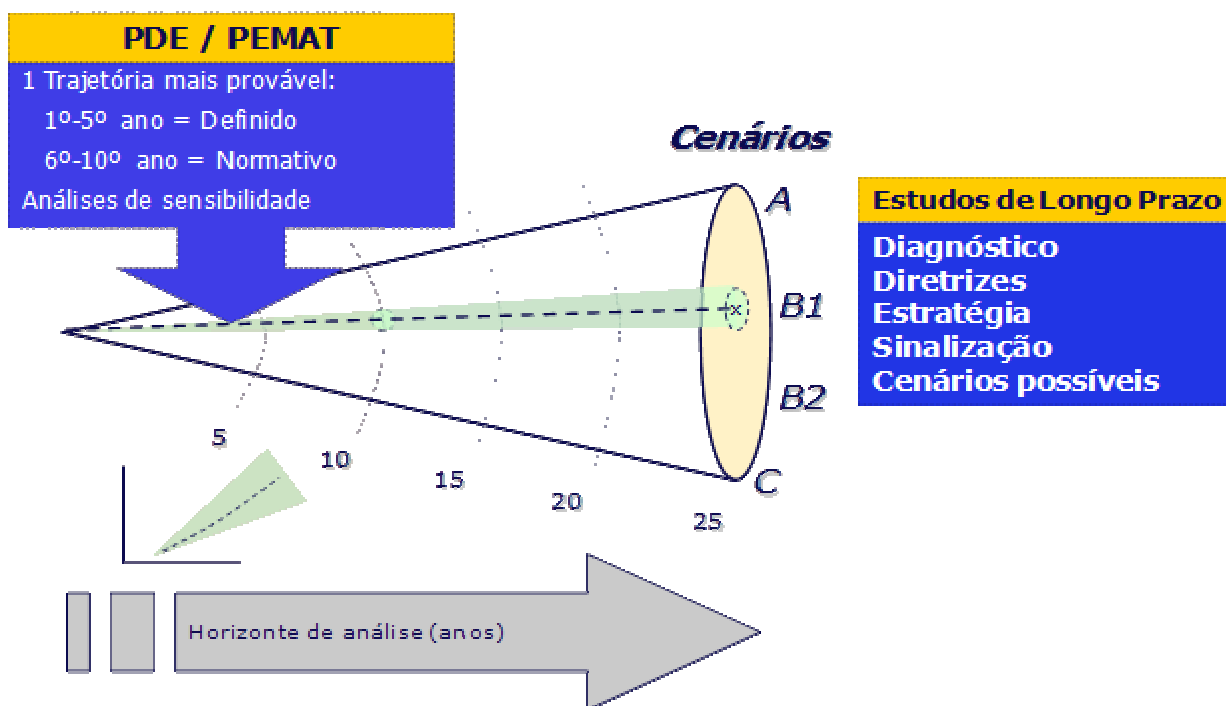 PDE / PEMAT
1 Trajetória mais provável:
1º-5º ano = Definido
6º-10º ano = Normativo
Análises de sensibilidade
Cenários
A
B1
B2
C
x
Estudos de Longo Prazo
Diagnóstico
Diretrizes
Estratégia
Sinalização
Cenários possíveis
5
10
15
20
25
Horizonte de análise (anos)